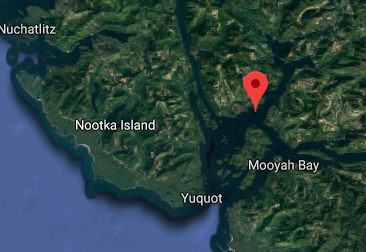 Nuchatlitz
Nootka Island
Mooyah Bay
Yuquot